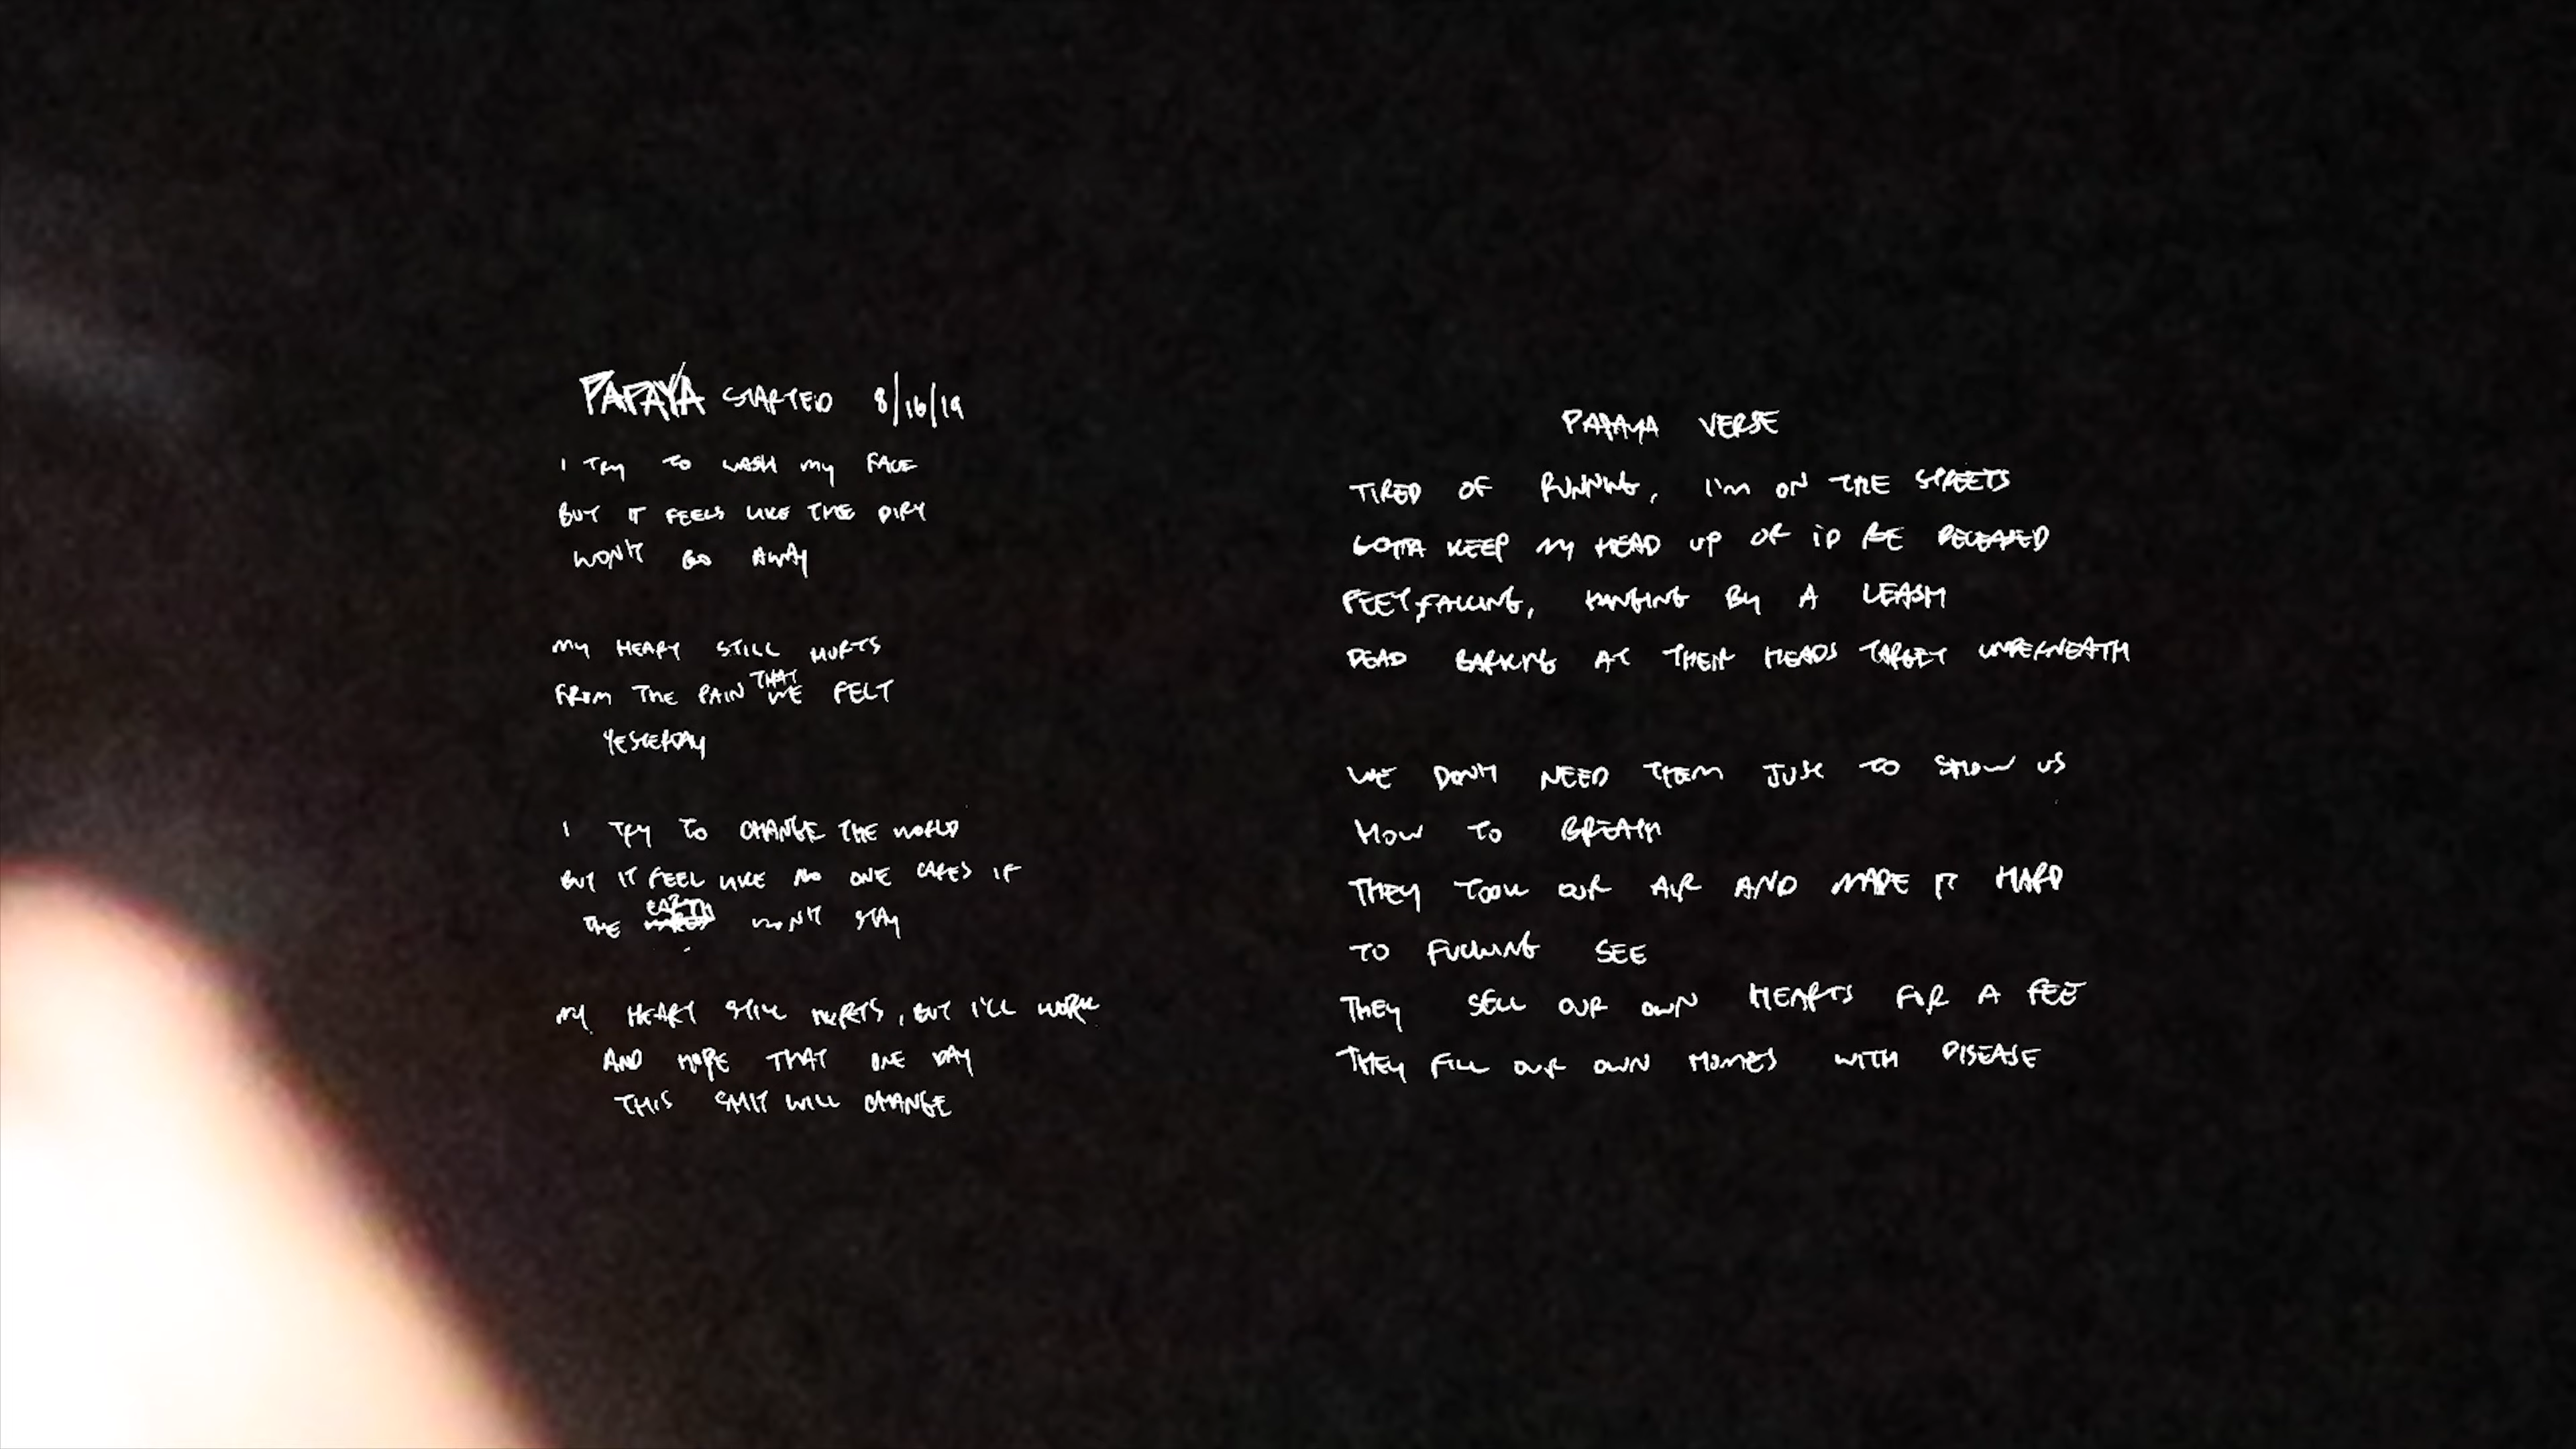 PAPAYA STARTED 8/16/19
I TRY TO WASH MY FACE
BUT IT FEELS LIKE THE DIRT
WON'T GO AWAY
MY HEART STILL HURTS
FROM THE PAIN THAT WE FELT
YESTERDAY
I TRY TO CHANGE THE WORLD
BUT IT FEEL LIKE NO ONE CARES IF
THE EARTH WON'T STAY
MY HEART STILL HURTS, BUT I'LL WORK
AND HOPE THAT ONE DAY
THIS SHIT WILL CHANGE
PAPAYA VERSE
TIRED OF RUNNING, I'M ON THE STREETS
GOTTA KEEP MY HEAD UP OR ID BE DECEASED
FEET FALLING, HANGING BY A LEASH
DEAD BARKING AT THEIR HEADS TARGET UNDERNEATH
WE DON'T NEED THEM JUST TO SHOW US
HOW TO BREATH
THEY TOOK OUR AIR AND MADE IT HARD
TO FUCKING SEE
THEY SELL OUR OWN HEARTS FOR A FEE
THEY FILL OUR OWN HOMES WITH DISEASE